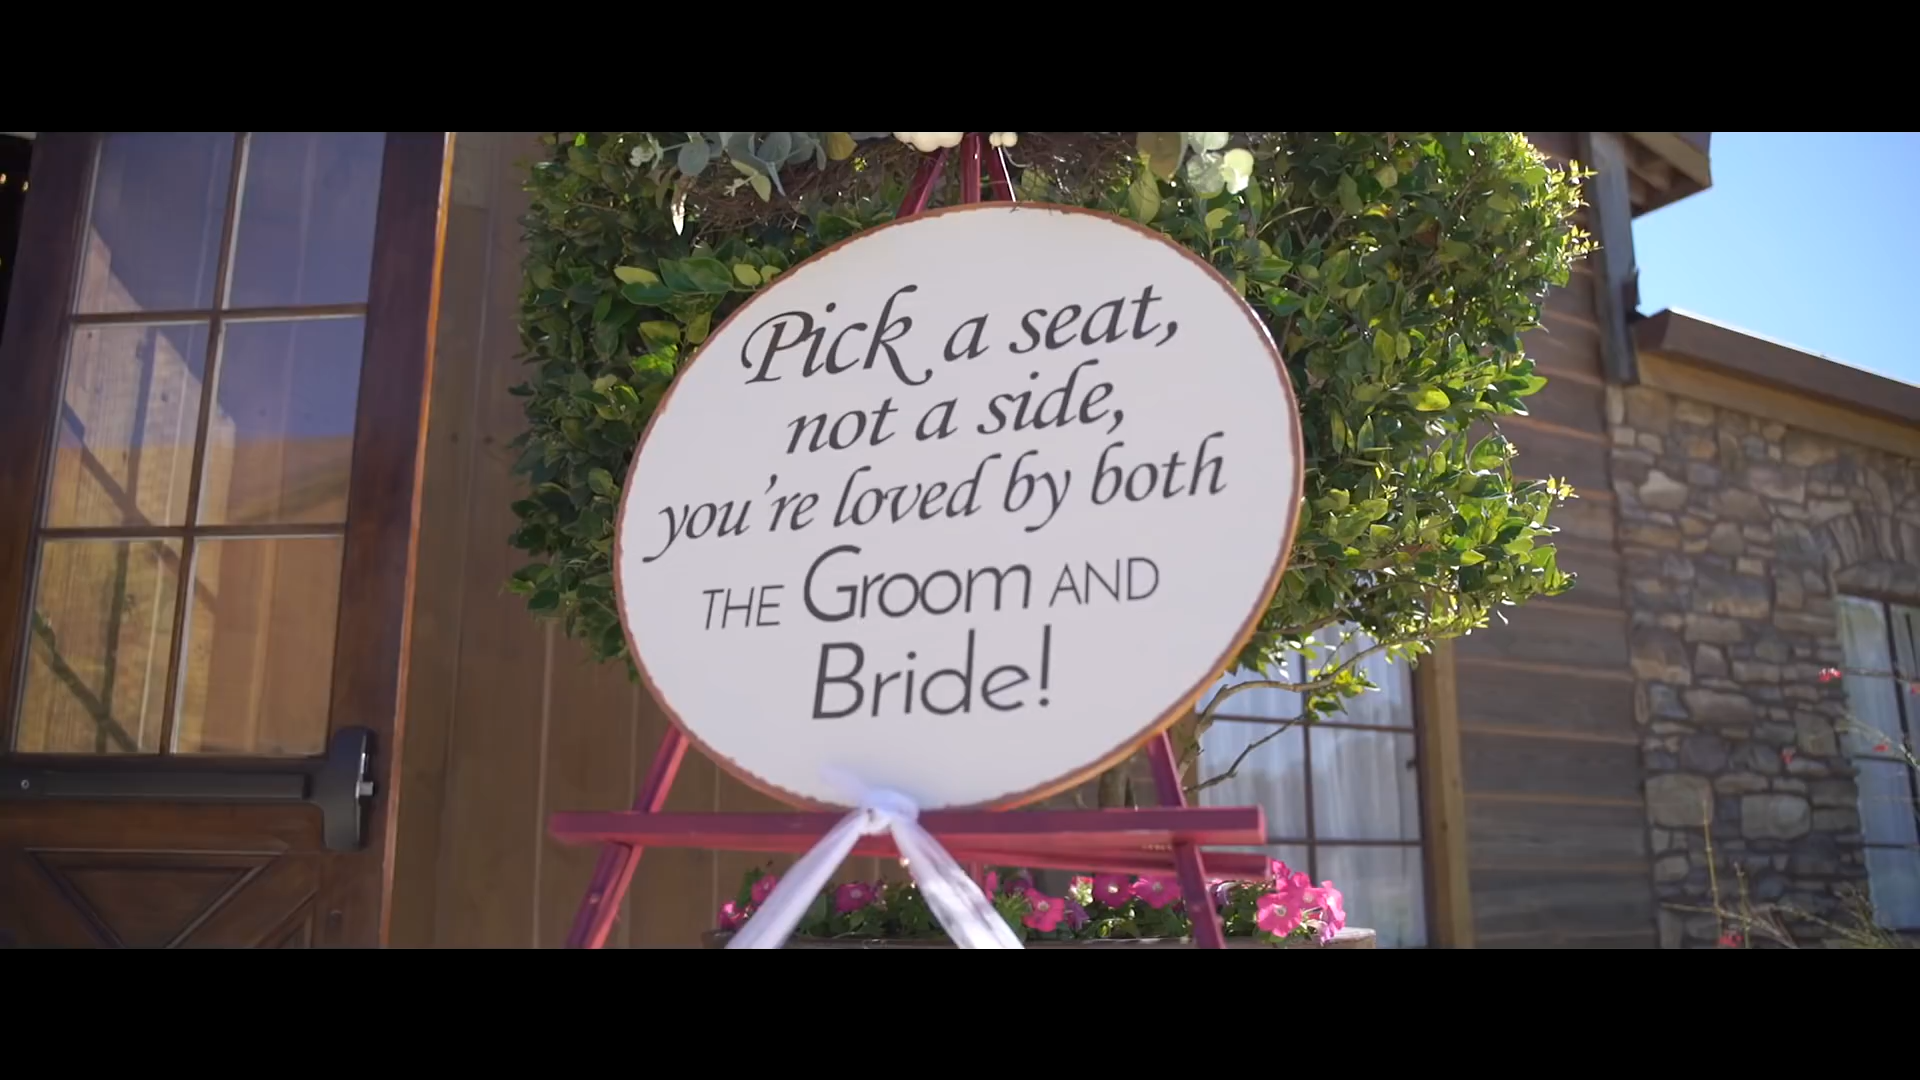 Pick a seat,
not a side,
you're loved by both
THE Groom AND
Bride!